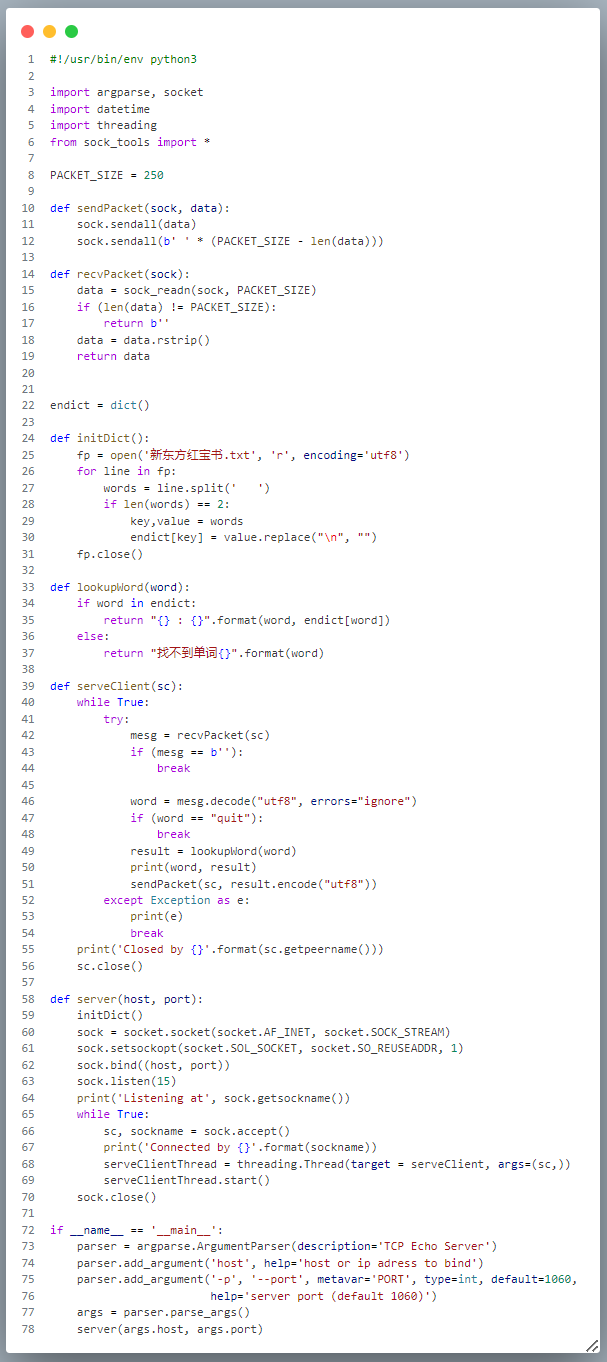 1 #!/usr/bin/env python3
2
3 import argparse, socket
4 import datetime
5 import threading
6 from sock_tools import *
7
8 PACKET_SIZE = 250
9
10 def sendPacket(sock, data):
11     sock.sendall(data)
12     sock.sendall(b' ' * (PACKET_SIZE - len(data)))
13
14 def recvPacket(sock):
15     data = sock_readn(sock, PACKET_SIZE)
16     if (len(data) != PACKET_SIZE):
17         return b''
18     data = data.rstrip()
19     return data
20
21
22 endict = dict()
23
24 def initDict():
25     fp = open('新东方红宝书.txt', 'r', encoding='utf8')
26     for line in fp:
27         words = line.split('   ')
28         if len(words) == 2:
29             key,value = words
30             endict[key] = value.replace("\n", "")
31     fp.close()
32
33 def lookupWord(word):
34     if word in endict:
35         return "{} : {}".format(word, endict[word])
36     else:
37         return "找不到单词{}".format(word)
38
39 def serveClient(sc):
40     while True:
41         try:
42             mesg = recvPacket(sc)
43             if (mesg == b''):
44                 break
45
46             word = mesg.decode("utf8", errors="ignore")
47             if (word == "quit"):
48                 break
49             result = lookupWord(word)
50             print(word, result)
51             sendPacket(sc, result.encode("utf8"))
52         except Exception as e:
53             print(e)
54             break
55     print('Closed by {}'.format(sc.getpeername()))
56     sc.close()
57
58 def server(host, port):
59     initDict()
60     sock = socket.socket(socket.AF_INET, socket.SOCK_STREAM)
61     sock.setsockopt(socket.SOL_SOCKET, socket.SO_REUSEADDR, 1)
62     sock.bind((host, port))
63     sock.listen(15)
64     print('Listening at', sock.getsockname())
65     while True:
66         sc, sockname = sock.accept()
67         print('Connected by {}'.format(sockname))
68         serveClientThread = threading.Thread(target = serveClient, args=(sc,))
69         serveClientThread.start()
70     sock.close()
71
72 if __name__ == '__main__':
73     parser = argparse.ArgumentParser(description='TCP Echo Server')
74     parser.add_argument('host', help='host or ip adress to bind')
75     parser.add_argument('-p', '--port', metavar='PORT', type=int, default=1060,
76                         help='server port (default 1060)')
77     args = parser.parse_args()
78     server(args.host, args.port)